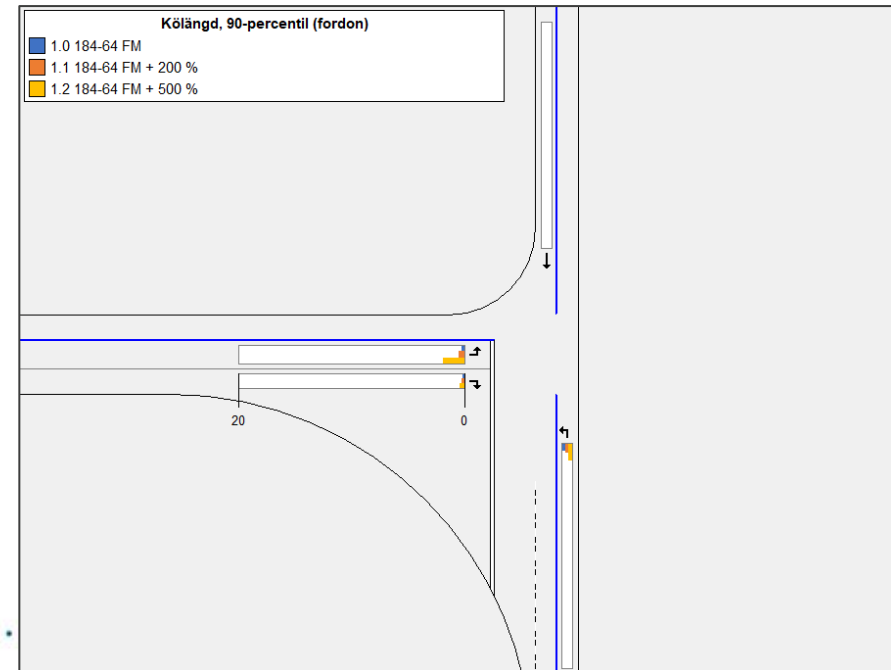 Kölängd, 90-percentil (fordon)
1.0 184-64 FM
1.1 184-64 FM + 200 %
1.2 184-64 FM + 500 %
20
0